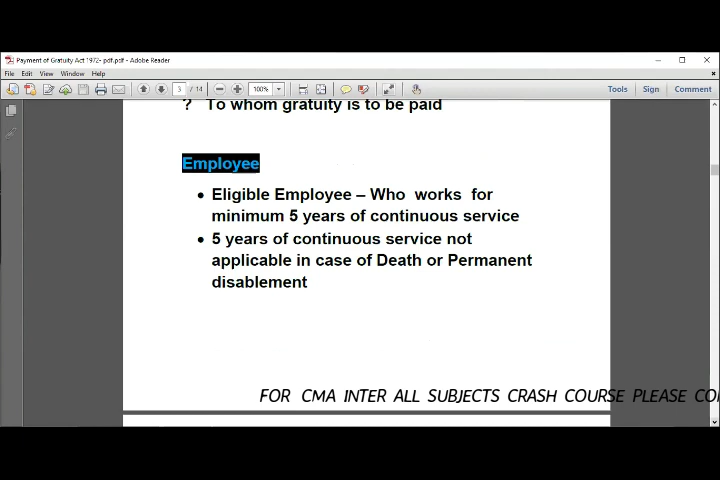 Payment of Gratuity Act 1972- pdf.pdf - Adobe Reader
File Edit View Window Help
3 / 14 100% Tools Sign Comment
? To whom gratuity is to be paid
Employee
• Eligible Employee – Who works for
minimum 5 years of continuous service
• 5 years of continuous service not
applicable in case of Death or Permanent
disablement
FOR CMA INTER ALL SUBJECTS CRASH COURSE PLEASE CO